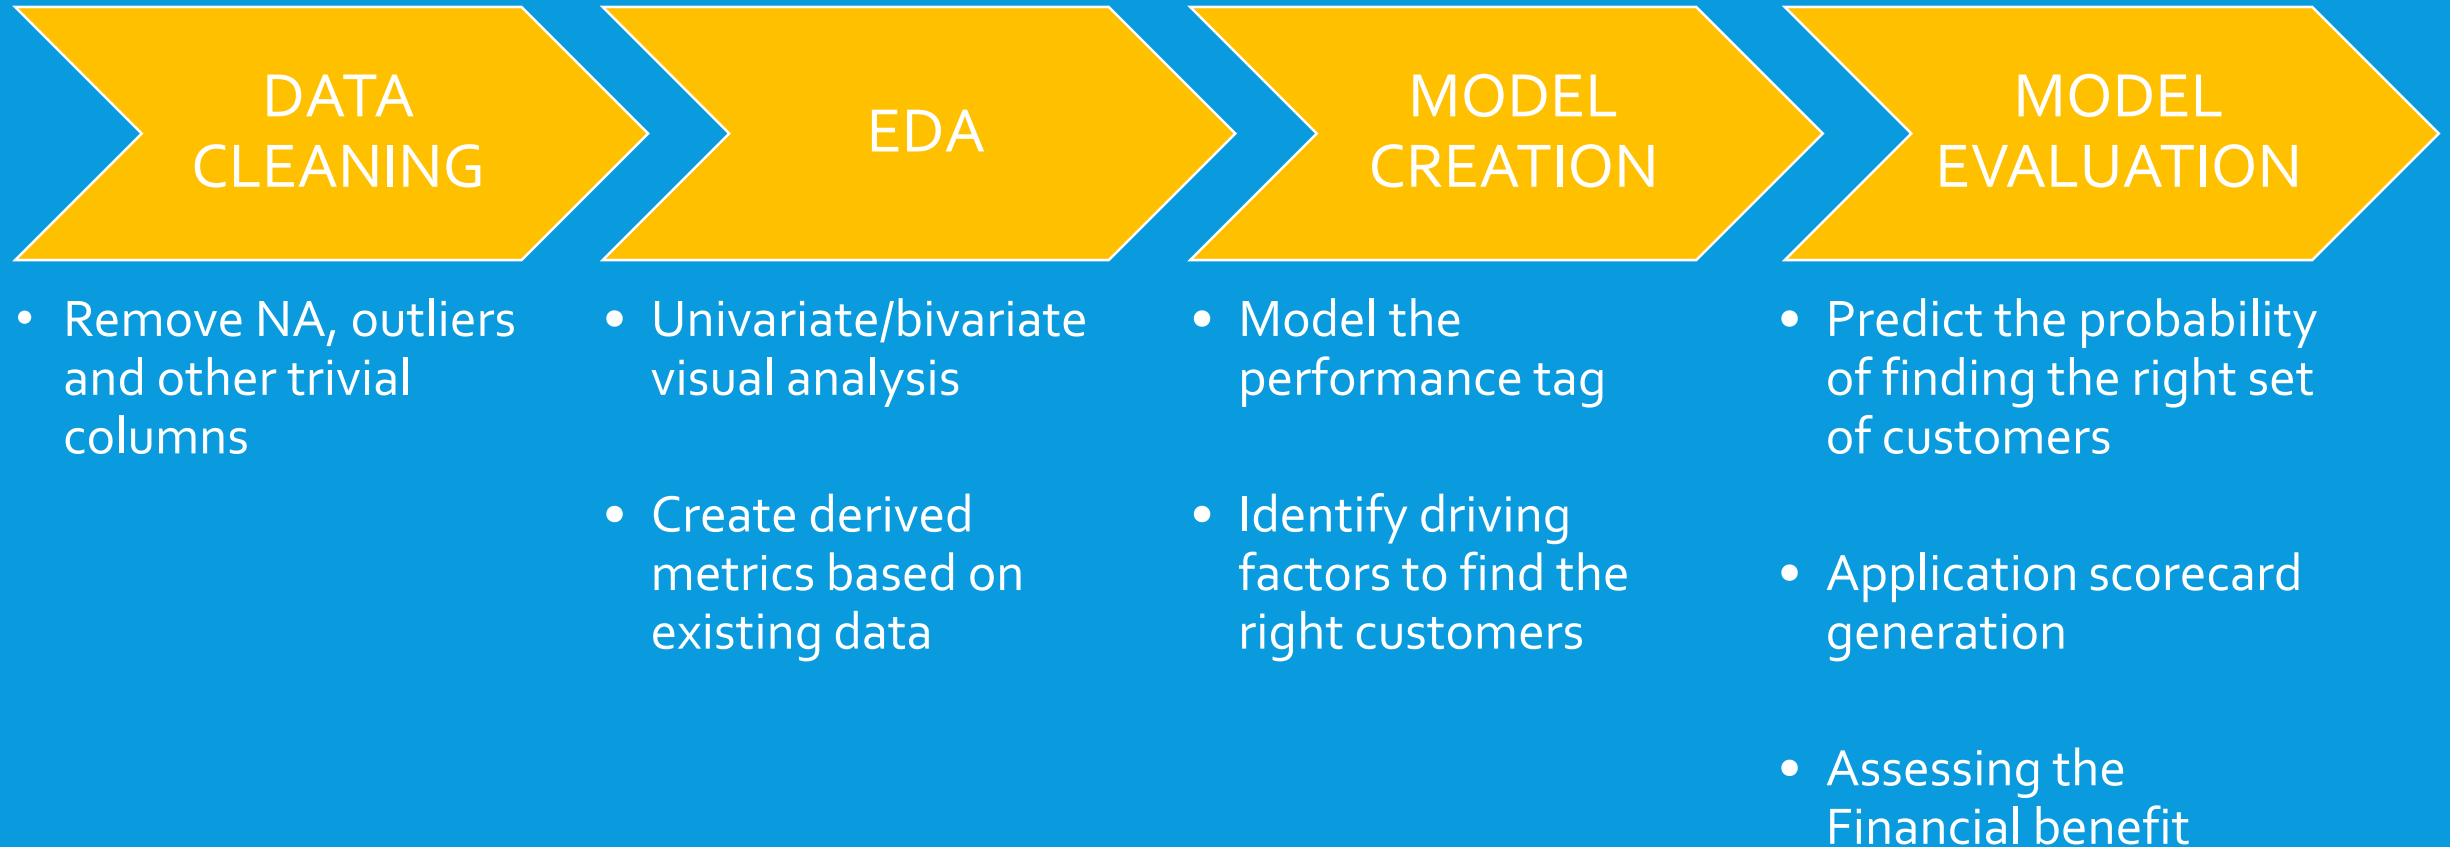 DATA
CLEANING
• Remove NA, outliers
and other trivial
columns
EDA
• Univariate/bivariate
visual analysis
• Create derived
metrics based on
existing data
MODEL
CREATION
• Model the
performance tag
• Identify driving
factors to find the
right customers
MODEL
EVALUATION
• Predict the probability
of finding the right set
of customers
• Application scorecard
generation
• Assessing the
Financial benefit